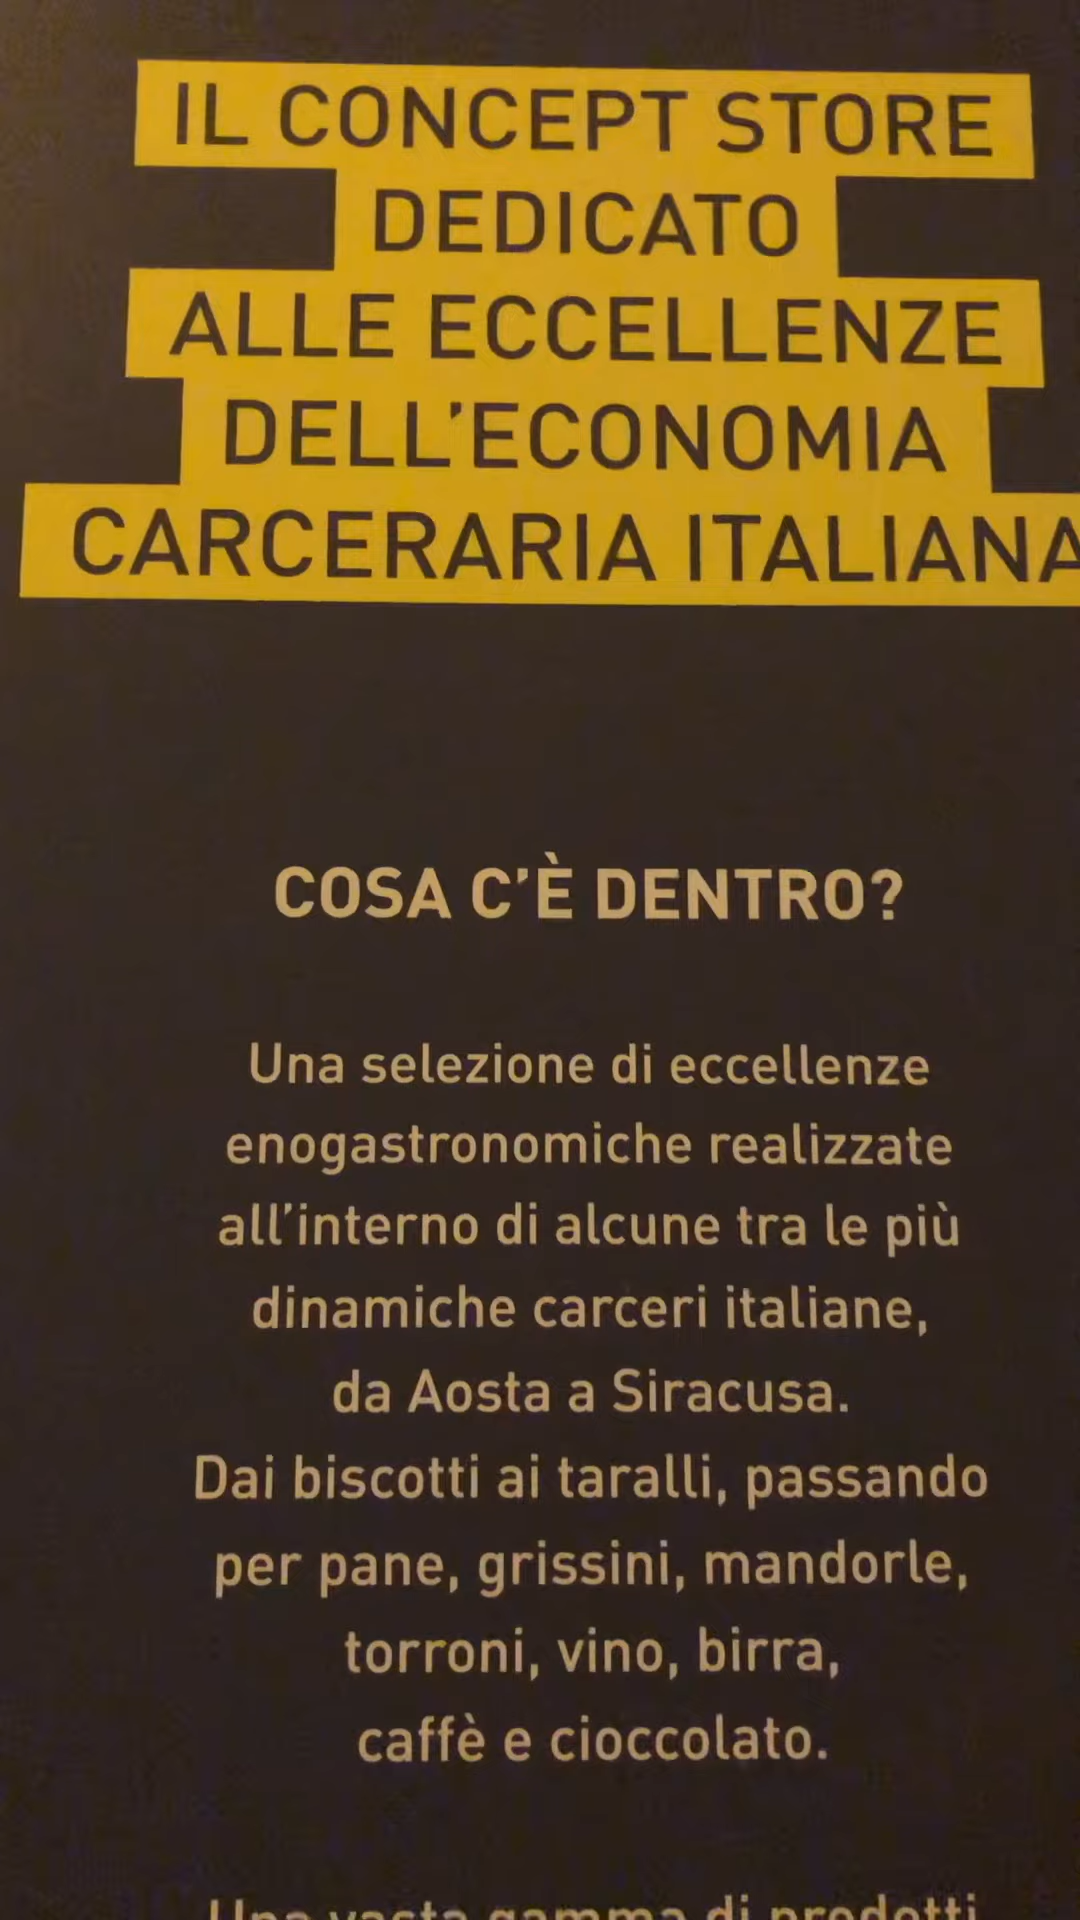 IL CONCEPT STORE
DEDICATO
ALLE ECCELLENZE
DELL'ECONOMIA
CARCERARIA ITALIANA
COSA C'È DENTRO?
Una selezione di eccellenze
enogastronomiche realizzate
all'interno di alcune tra le più
dinamiche carceri italiane,
da Aosta a Siracusa.
Dai biscotti ai taralli, passando
per pane, grissini, mandorle,
torroni, vino, birra,
caffè e cioccolato.
Una vasta gamma di prodotti